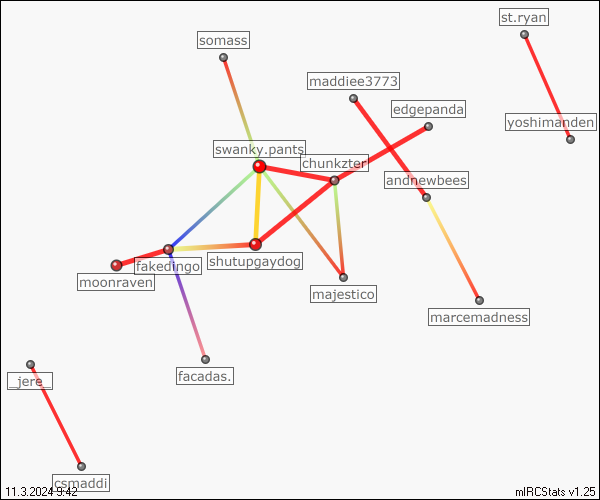 st.ryan
somass
maddiee3773
edgepanda
yoshimanden
swanky.pants
chunkzter
andnewbees
shutupgaydog
fakedingo
moonraven
majestico
marcemadness
facadas.
_jere_
csmaddi
11.3.2024 9:42
mIRCStats v1.25